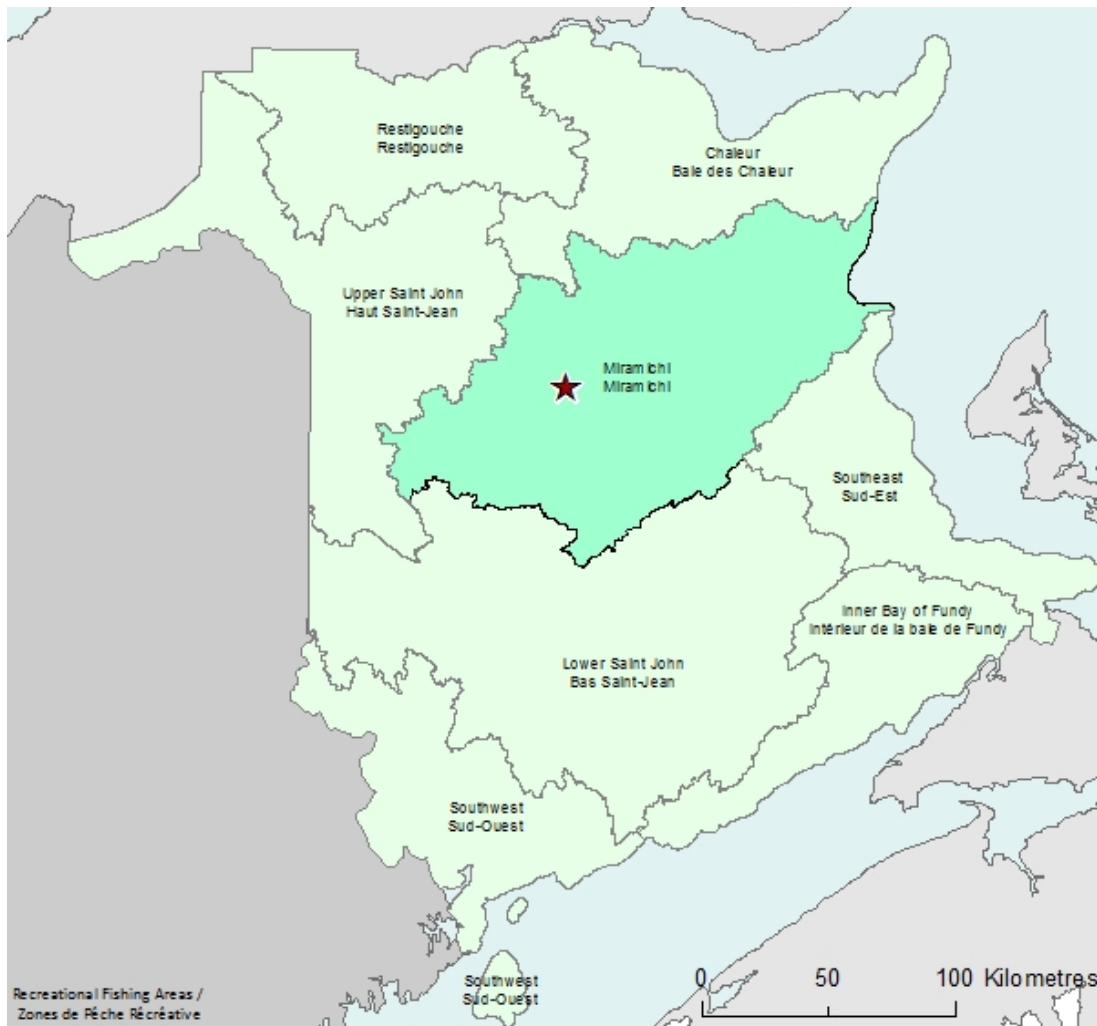 Restigouche
Restigouche
Chaleur
Baie des Chaleur
Upper Saint John
Haut Saint-Jean
Miramichi
Miramichi
Southeast
Sud-Est
Inner Bay of Fundy
Intérieur de la baie de Fundy
Lower Saint John
Bas Saint-Jean
Southwest
Sud-Ouest
Southwest
Sud-Ouest
0 50 100 Kilometres
Recreational Fishing Areas /
Zones de Pêche Récréative